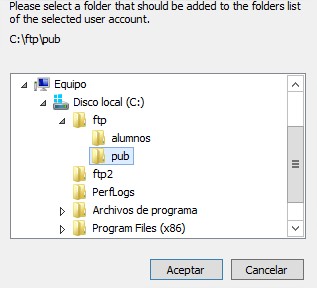 Please select a folder that should be added to the folders list
of the selected user account.
C:\ftp\pub
Equipo
Disco local (C:)
ftp
alumnos
pub
ftp2
PerfLogs
Archivos de programa
Program Files (x86)
Aceptar
Cancelar